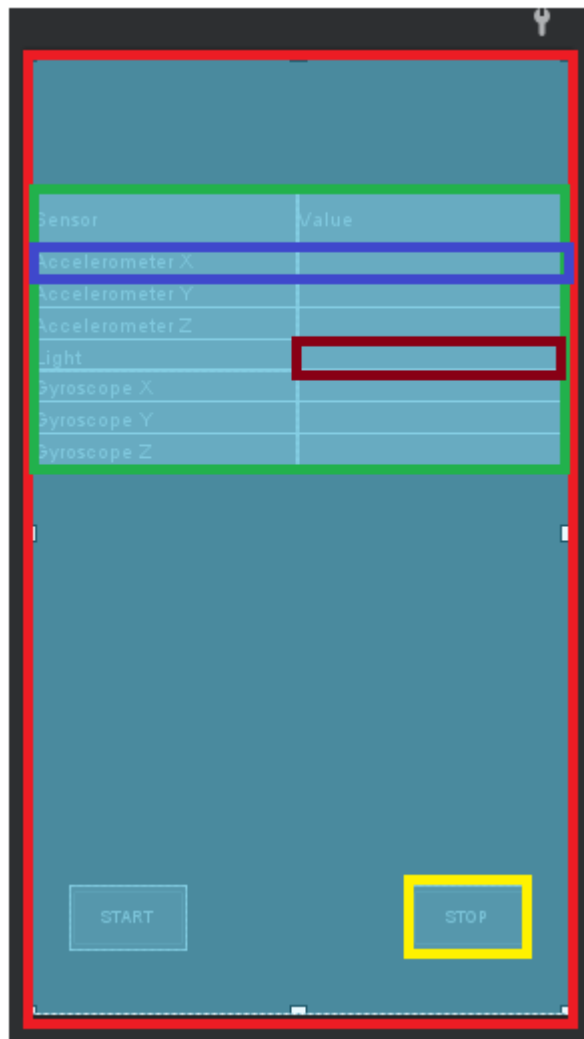 Sensor Value
Accelerometer X
Accelerometer Y
Accelerometer Z
Light
Gyroscope X
Gyroscope Y
Gyroscope Z
START STOP